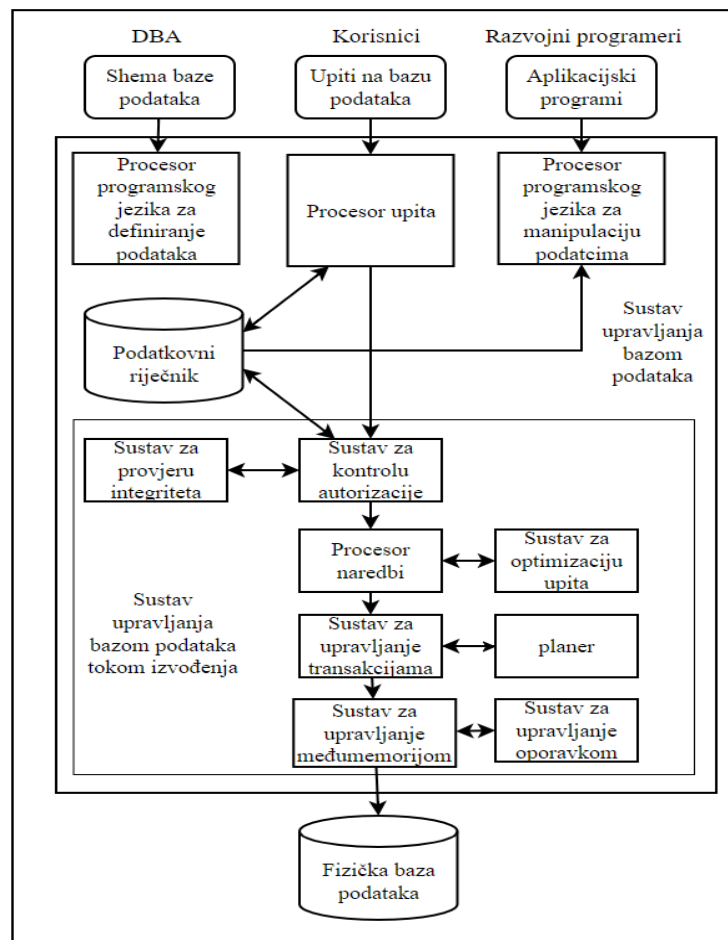 DBA
Korisnici
Razvojni programeri
Shema baze
podataka
Upiti na bazu
podataka
Aplikacijski
programi
Procesor
programskog
jezika za
definiranje
podataka
Procesor upita
Procesor
programskog
jezika za
manipulaciju
podatcima
Podatkovni
riječnik
Sustav
upravljanja
bazom
podataka
Sustav za
provjeru
integriteta
Sustav za
kontrolu
autorizacije
Procesor
naredbi
Sustav za
optimizaciju
upita
Sustav
upravljanja
bazom podataka
tokom izvođenja
Sustav za
upravljanje
transakcijama
planer
Sustav za
upravljanje
međumemorijom
Sustav za
upravljanje
oporavkom
Fizička baza
podataka